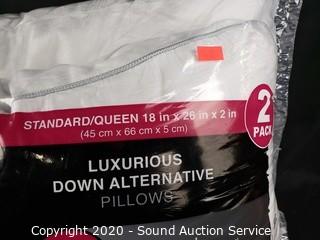 STANDARD/QUEEN 18 in x 26 in x 2 in
(45 cm x 66 cm x 5 cm)
2
PACK
LUXURIOUS
DOWN ALTERNATIVE
PILLOWS
Copyright © 2020 - Sound Auction Service